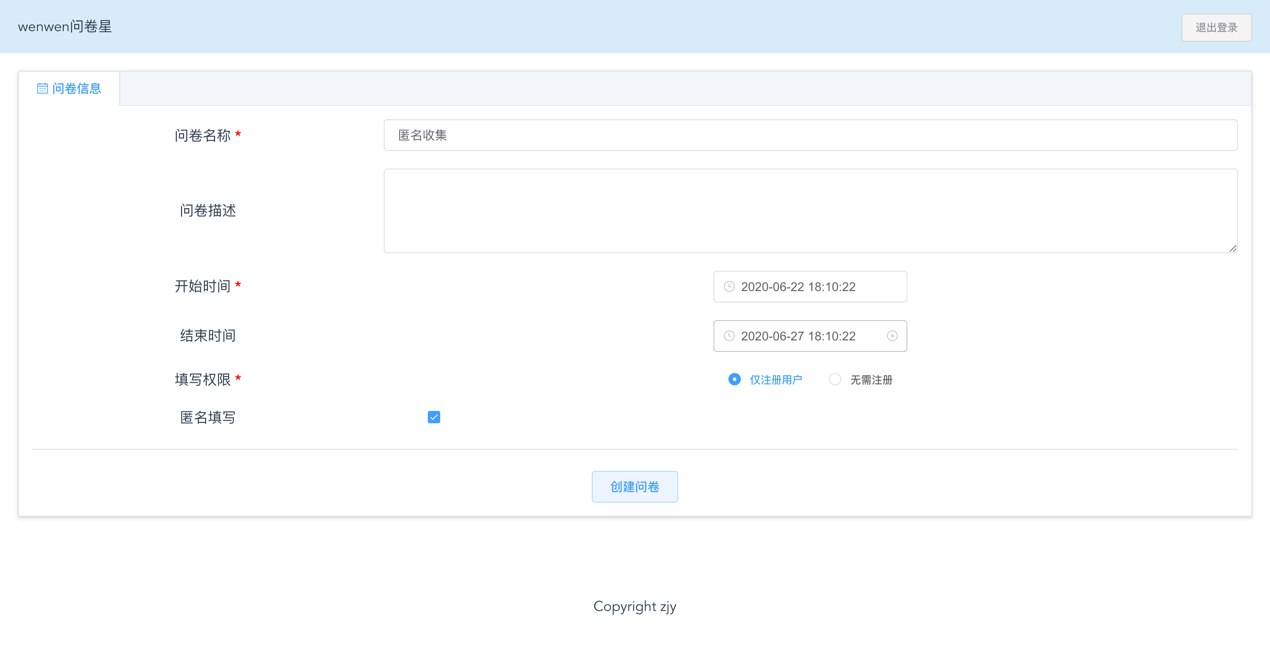 wenwen问卷星
退出登录
问卷信息
问卷名称 *
匿名收集
问卷描述
开始时间 *
2020-06-22 18:10:22
结束时间
2020-06-27 18:10:22
填写权限 *
仅注册用户 无需注册
匿名填写
创建问卷
Copyright zjy